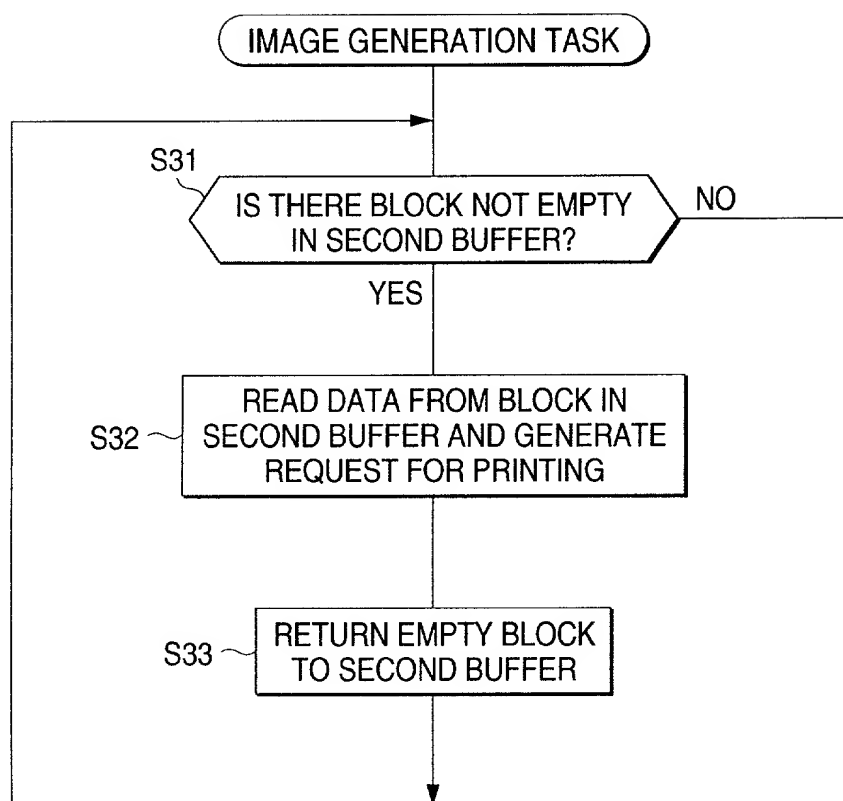 IMAGE GENERATION TASK
S31
IS THERE BLOCK NOT EMPTY
IN SECOND BUFFER?
NO
YES
S32
READ DATA FROM BLOCK IN
SECOND BUFFER AND GENERATE
REQUEST FOR PRINTING
S33
RETURN EMPTY BLOCK
TO SECOND BUFFER